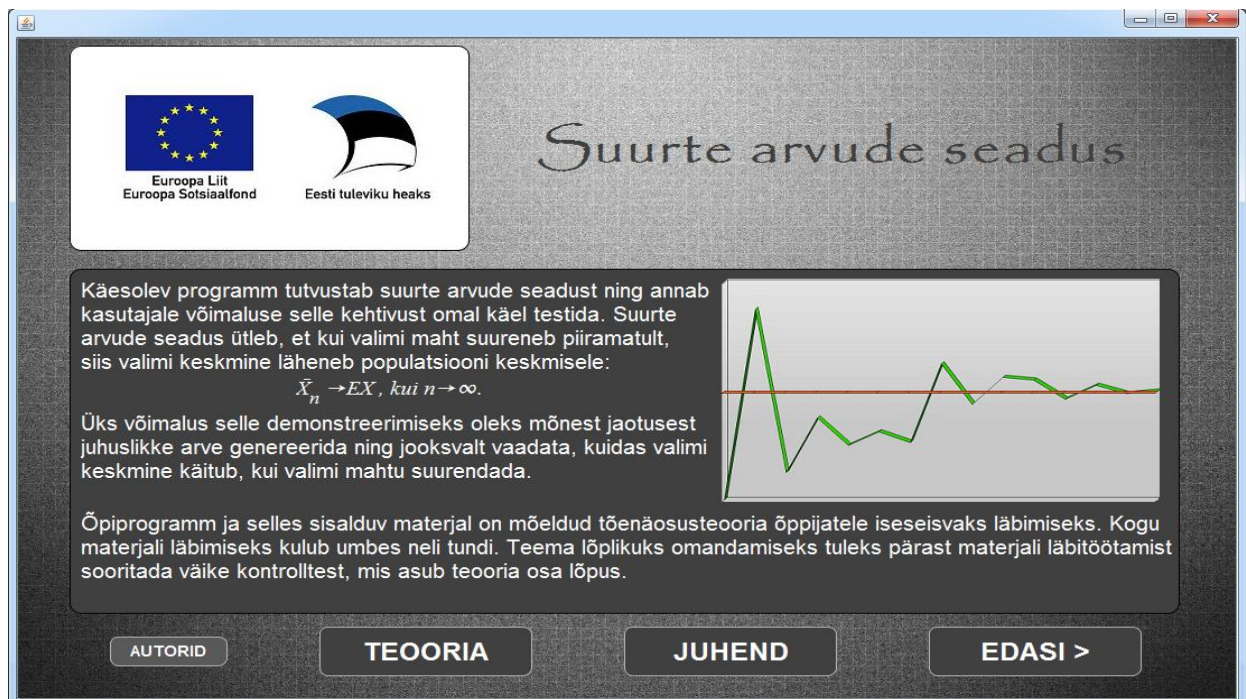 Euroopa Liit
Euroopa Sotsiaalfond
Eesti tuleviku heaks
Suurte arvude seadus
Käesolev programm tutvustab suurte arvude seadust ning annab
kasutajale võimaluse selle kehtivust omal käel testida. Suurte
arvude seadus ütleb, et kui valimi maht suureneb piiramatult,
siis valimi keskmine läheneb populatsiooni keskmisele:
X̄n →EX, kui n→∞.
Üks võimalus selle demonstreerimiseks oleks mõnest jaotusest
juhuslikke arve genereerida ning jooksvalt vaadata, kuidas valimi
keskmine käitub, kui valimi mahtu suurendada.
Õpiprogramm ja selles sisalduv materjal on mõeldud tõenäosusteooria õppijatele iseseisvaks läbimiseks. Kogu
materjali läbimiseks kulub umbes neli tundi. Teema lõplikuks omandamiseks tuleks pärast materjali läbitöötamist
sooritada väike kontrolltest, mis asub teooria osa lõpus.
AUTORID
TEOORIA
JUHEND
EDASI >